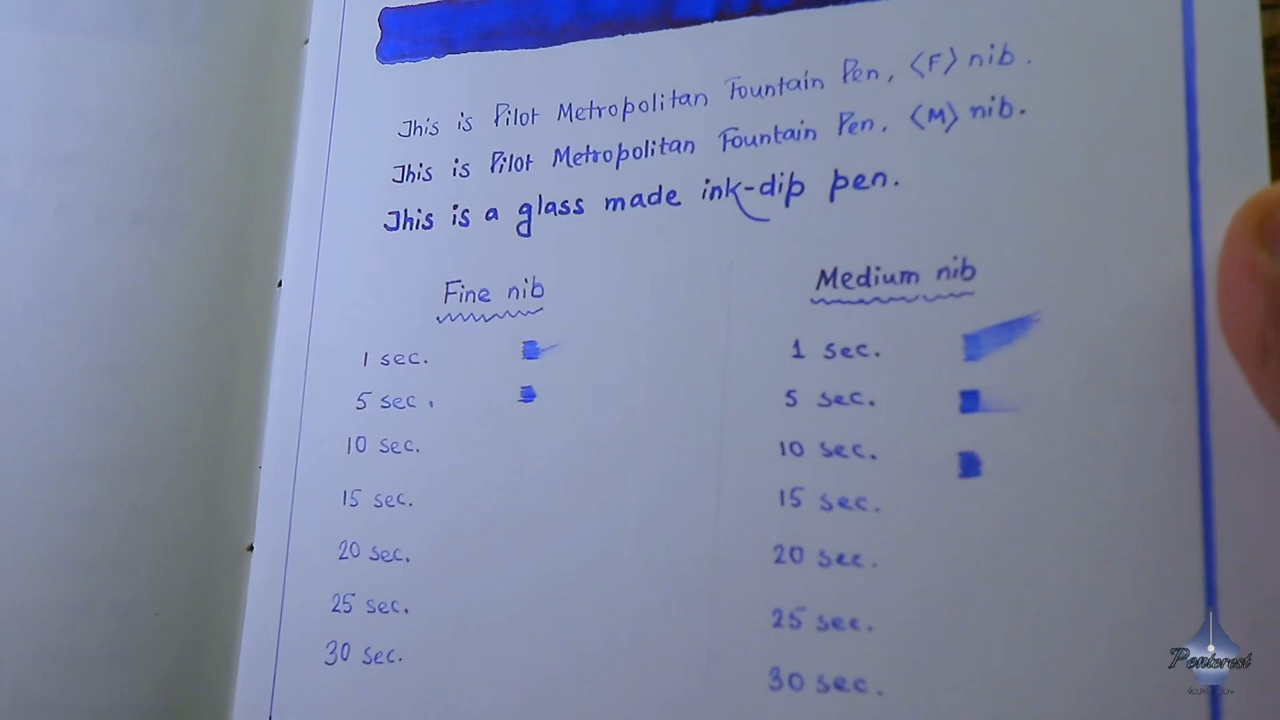 This is Pilot Metropolitan Fountain Pen, <F> nib.
This is Pilot Metropolitan Fountain Pen, <M> nib.
This is a glass made ink-dip pen.
Fine nib
1 sec.
5 sec.
10 sec.
15 sec.
20 sec.
25 sec.
30 sec.
Medium nib
1 sec.
5 sec.
10 sec.
15 sec.
20 sec.
25 sec.
30 sec.
Penterest